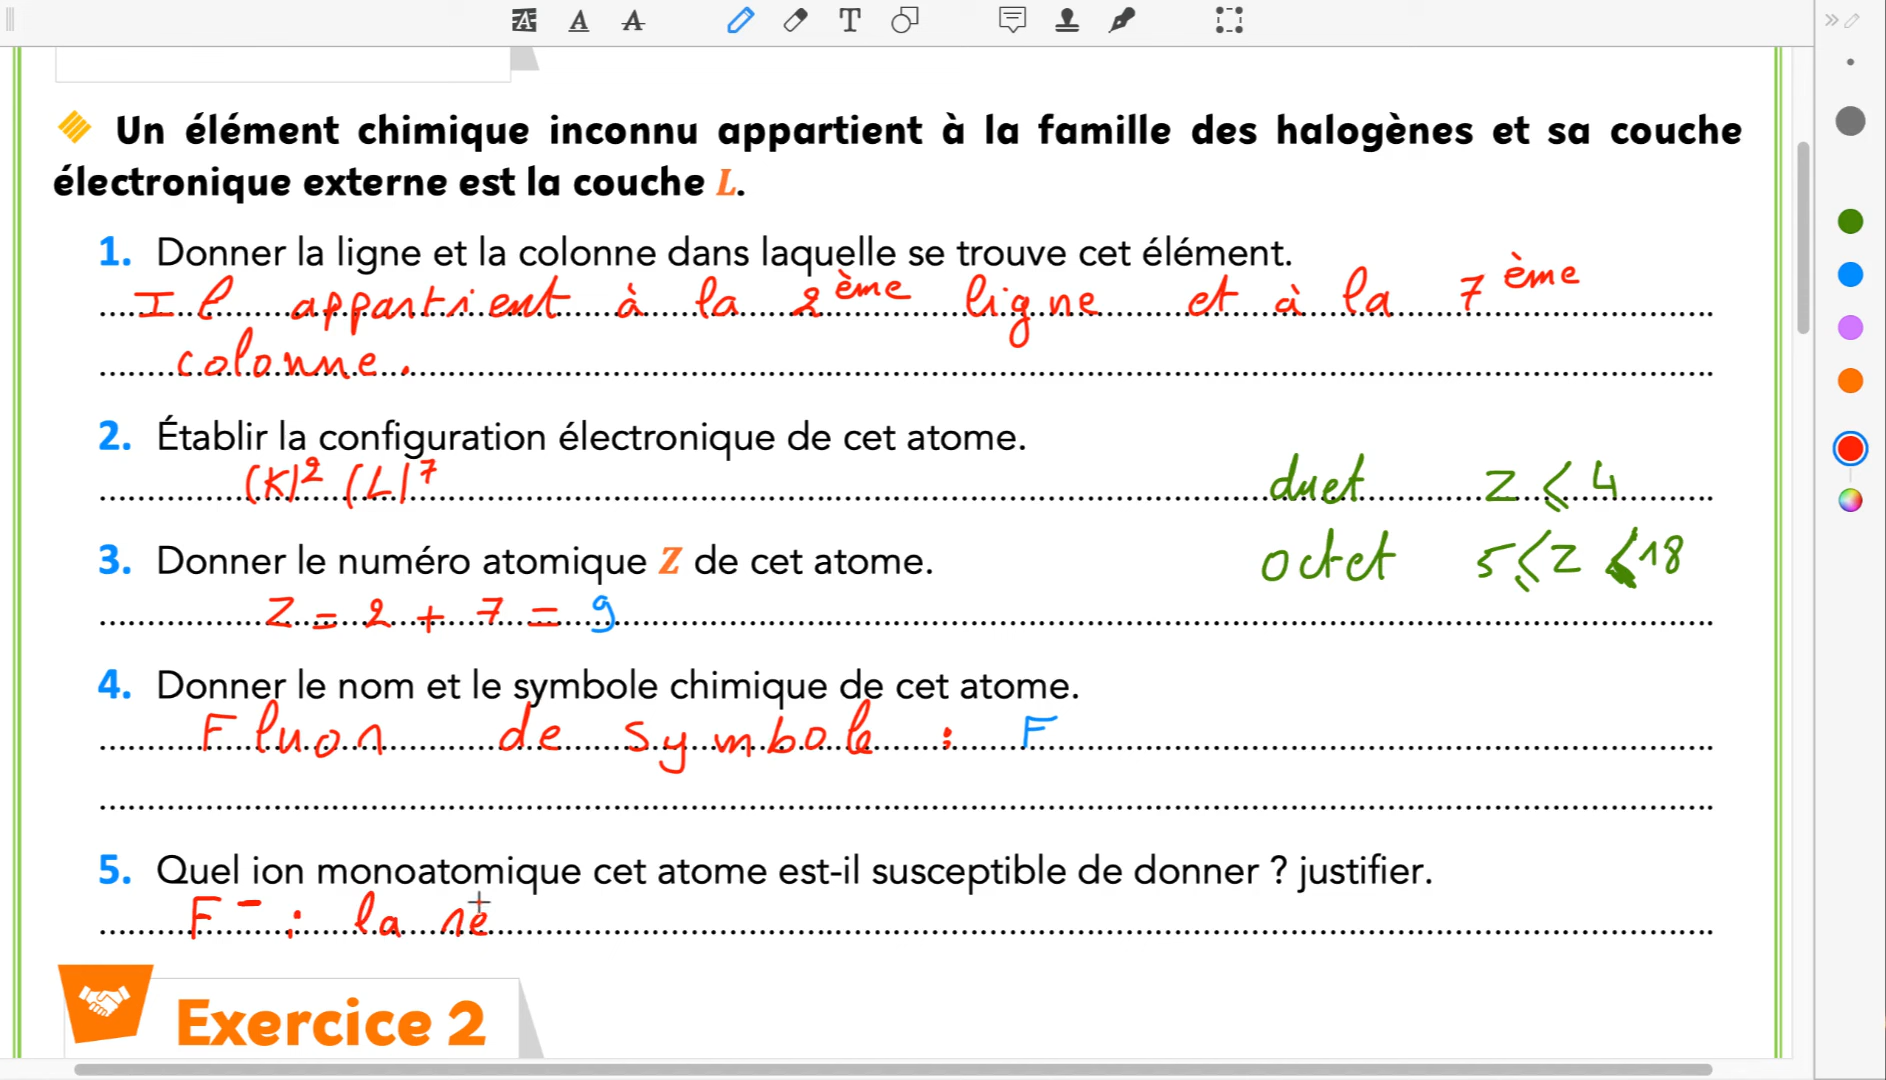 Un élément chimique inconnu appartient à la famille des halogènes et sa couche
électronique externe est la couche L.
1. Donner la ligne et la colonne dans laquelle se trouve cet élément.
Il appartient à la 2ème ligne et à la 7ème
colonne.
2. Établir la configuration électronique de cet atome.
(K)² (L)⁷
duet Z ⩽ 4
3. Donner le numéro atomique Z de cet atome.
octet 5 ⩽ Z ⩽ 18
Z = 2 + 7 = 9
4. Donner le nom et le symbole chimique de cet atome.
Fluor de symbole : F
5. Quel ion monoatomique cet atome est-il susceptible de donner ? justifier.
F⁻ : la re
Exercice 2